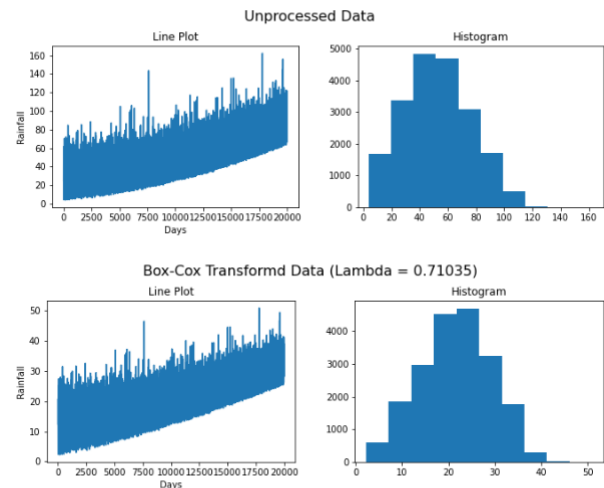 Unprocessed Data
Line Plot
Histogram
160
140
120
100
80
60
40
20
0
Rainfall
0 2500 5000 7500 10000 12500 15000 17500 20000
Days
5000
4000
3000
2000
1000
0
0 20 40 60 80 100 120 140 160
Box-Cox Transformd Data (Lambda = 0.71035)
Line Plot
Histogram
50
40
30
20
10
0
Rainfall
0 2500 5000 7500 10000 12500 15000 17500 20000
Days
4000
3000
2000
1000
0
0 10 20 30 40 50